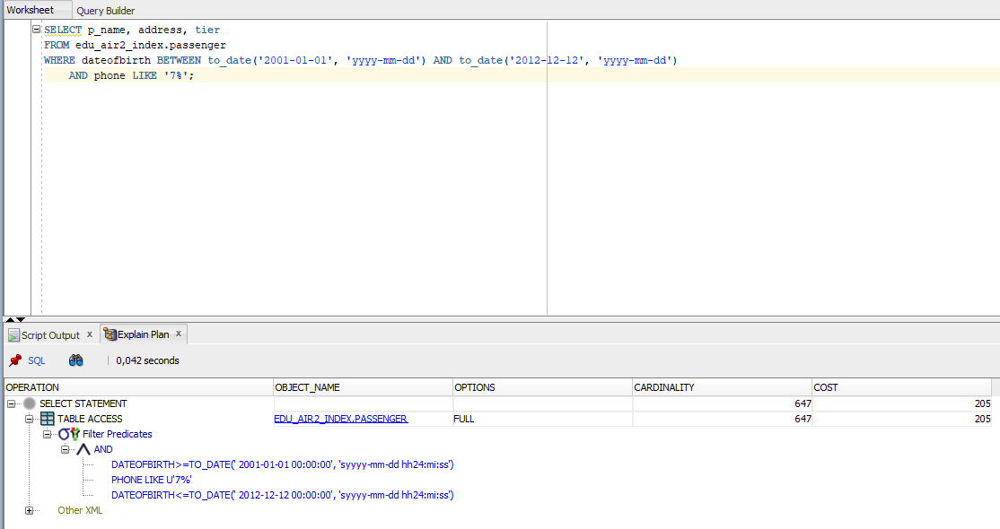 Worksheet Query Builder
SELECT p_name, address, tier
FROM edu_air2_index.passenger
WHERE dateofbirth BETWEEN to_date('2001-01-01', 'yyyy-mm-dd') AND to_date('2012-12-12', 'yyyy-mm-dd')
AND phone LIKE '7%';
Script Output x Explain Plan x
SQL 0,042 seconds
OPERATION OBJECT_NAME OPTIONS CARDINALITY COST
SELECT STATEMENT 647 205
TABLE ACCESS EDU_AIR2_INDEX.PASSENGER FULL 647 205
Filter Predicates
AND
DATEOFBIRTH>=TO_DATE(' 2001-01-01 00:00:00', 'syyyy-mm-dd hh24:mi:ss')
PHONE LIKE U'7%'
DATEOFBIRTH<=TO_DATE(' 2012-12-12 00:00:00', 'syyyy-mm-dd hh24:mi:ss')
Other XML